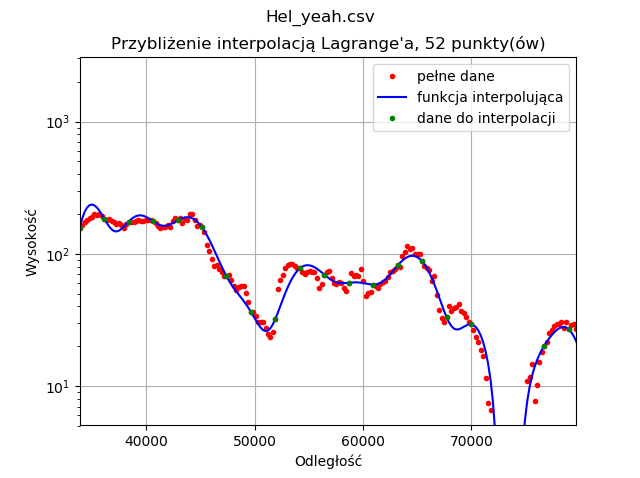 Hel_yeah.csv
Przybliżenie interpolacją Lagrange'a, 52 punkty(ów)
pełne dane
funkcja interpolująca
dane do interpolacji
Wysokość
10³
10²
10¹
40000 50000 60000 70000
Odległość